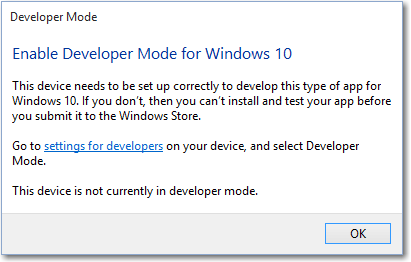 Developer Mode
Enable Developer Mode for Windows 10
This device needs to be set up correctly to develop this type of app for
Windows 10. If you don't, then you can't install and test your app before
you submit it to the Windows Store.
Go to settings for developers on your device, and select Developer
Mode.
This device is not currently in developer mode.
OK